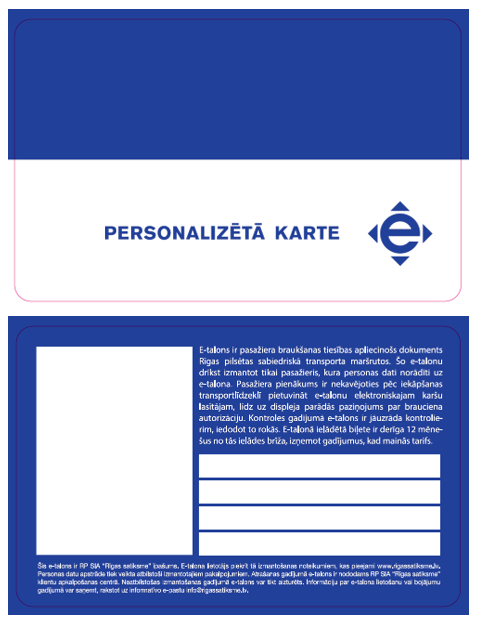 PERSONALIZĒTĀ KARTE
e
E-talons ir pasažiera braukšanas tiesības apliecinošs dokuments
Rīgas pilsētas sabiedriskā transporta maršrutos. Šo e-talonu
drīkst izmantot tikai pasažieris, kura personas dati norādīti uz
e-talona. Pasažiera pienākums ir nekavējoties pēc iekāpšanas
transportlīdzeklī pietuvināt e-talonu elektroniskajam karšu
lasītājam, līdz uz displeja parādās paziņojums par brauciena
autorizāciju. Kontroles gadījumā e-talons ir jāuzrāda kontrolie-
rim, iedodot to rokās. E-talonā ielādētā biļete ir derīga 12 mēne-
šus no tās ielādes brīža, izņemot gadījumus, kad mainās tarifs.
Šis e-talons ir RP SIA "Rīgas satiksme" īpašums. E-talona lietotājs piekrīt tā izmantošanas noteikumiem, kas pieejami www.rigassatiksme.lv.
Personas datu apstrāde tiek veikta atbilstoši izmantotajiem pakalpojumiem. Atrašanas gadījumā e-talons ir nododams RP SIA "Rīgas satiksme"
klientu apkalpošanas centrā. Neatbilstošas izmantošanas gadījumā e-talons var tikt aizturēts. Informāciju par e-talona lietošanu vai bojājumu
gadījumā var saņemt, rakstot uz informatīvo e-pastu info@rigassatiksme.lv.